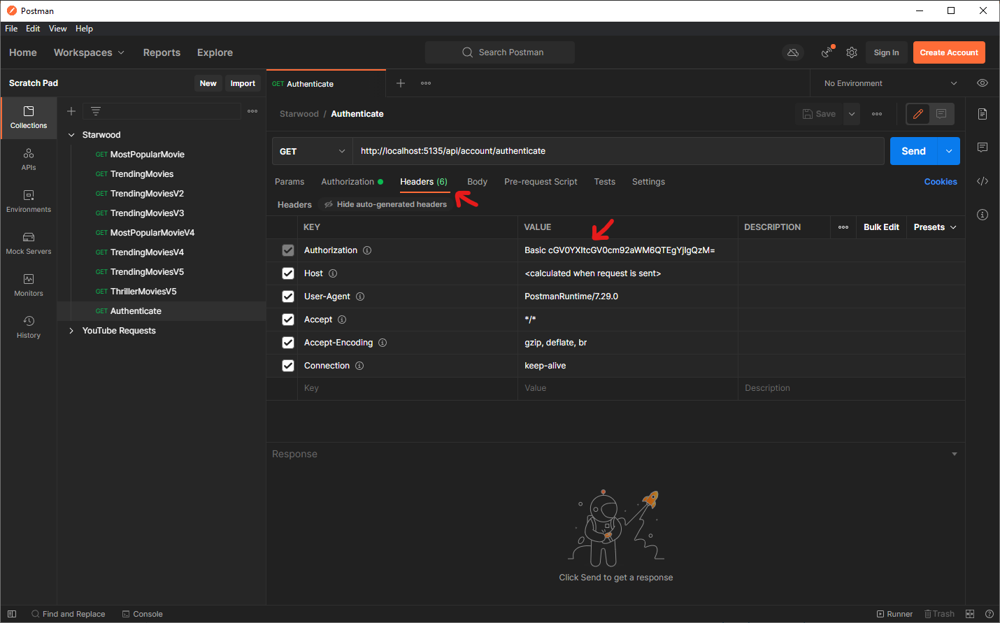 Postman
File Edit View Help
Home Workspaces Reports Explore Search Postman Sign In Create Account
Scratch Pad New Import GET Authenticate No Environment
Starwood / Authenticate Save
Collections
APIs
Environments
Mock Servers
Monitors
History
Starwood
GET MostPopularMovie
GET TrendingMovies
GET TrendingMoviesV2
GET TrendingMoviesV3
GET MostPopularMovieV4
GET TrendingMoviesV4
GET TrendingMoviesV5
GET ThrillerMoviesV5
GET Authenticate
YouTube Requests
GET http://localhost:5135/api/account/authenticate Send
Params Authorization Headers (6) Body Pre-request Script Tests Settings Cookies
Headers Hide auto-generated headers
KEY VALUE DESCRIPTION Bulk Edit Presets
Authorization Basic cGV0YXItcGV0cm92aWM6QTEgYjIgQzM=
Host <calculated when request is sent>
User-Agent PostmanRuntime/7.29.0
Accept */*
Accept-Encoding gzip, deflate, br
Connection keep-alive
Key Value Description
Response
Click Send to get a response
Find and Replace Console Runner Trash